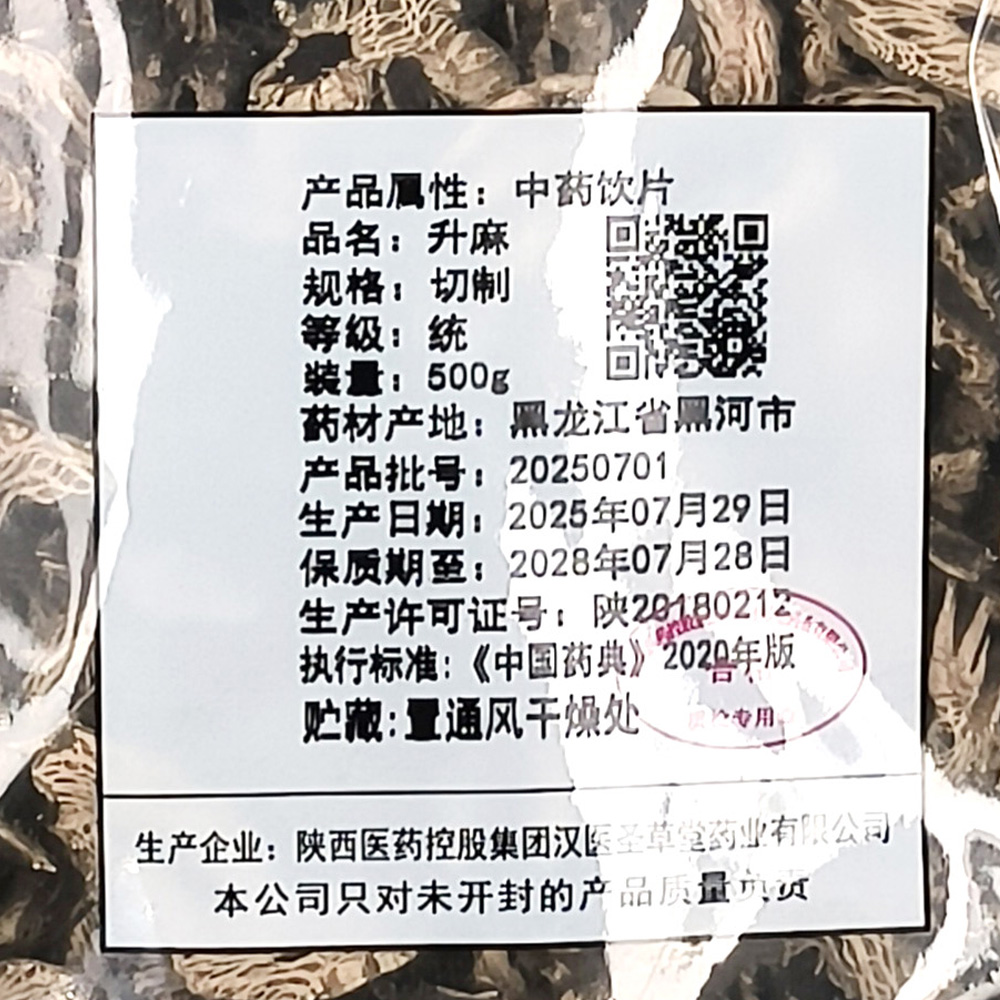 产品属性：中药饮片
品名：升麻
规格：切制
等级：统
装量：500g
药材产地：黑龙江省黑河市
产品批号：20250701
生产日期：2025年07月29日
保质期至：2028年07月28日
生产许可证号：陕20180212
执行标准：《中国药典》2020年版
贮藏：置通风干燥处
专用
生产企业：陕西医药控股集团汉医圣草堂药业有限公司
本公司只对未开封的产品质量负责